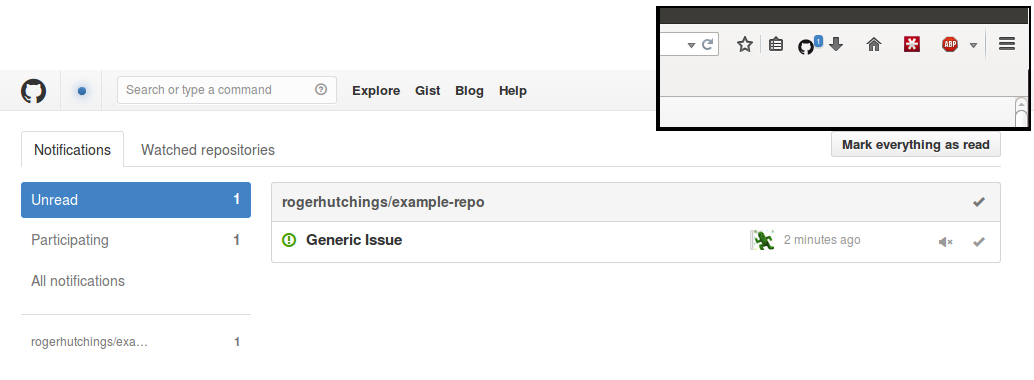 1
ABP
Search or type a command
Explore Gist Blog Help
Notifications Watched repositories
Mark everything as read
Unread 1
rogerhutchings/example-repo
Participating 1
Generic Issue 2 minutes ago
All notifications
rogerhutchings/exa… 1